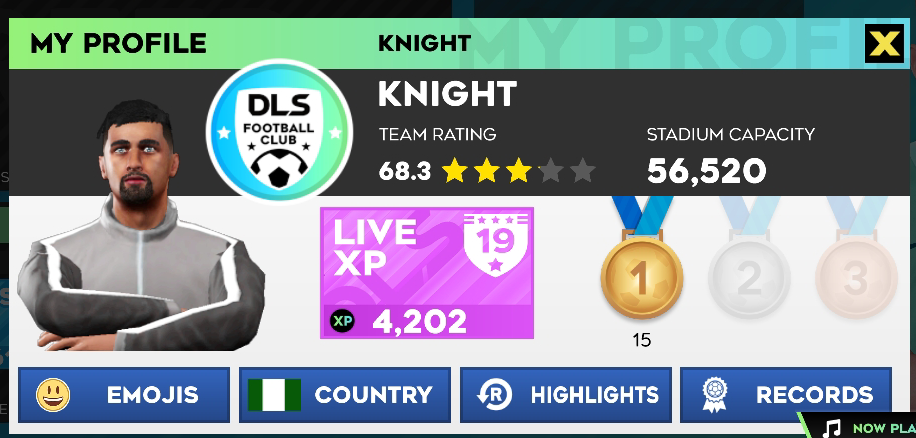 MY PROFILE
KNIGHT
MY PROFI
DLS
FOOTBALL
CLUB
KNIGHT
TEAM RATING
68.3
STADIUM CAPACITY
56,520
LIVE
XP
19
XP 4,202
1
15
2
3
EMOJIS
COUNTRY
R HIGHLIGHTS
RECORDS
NOW PLA